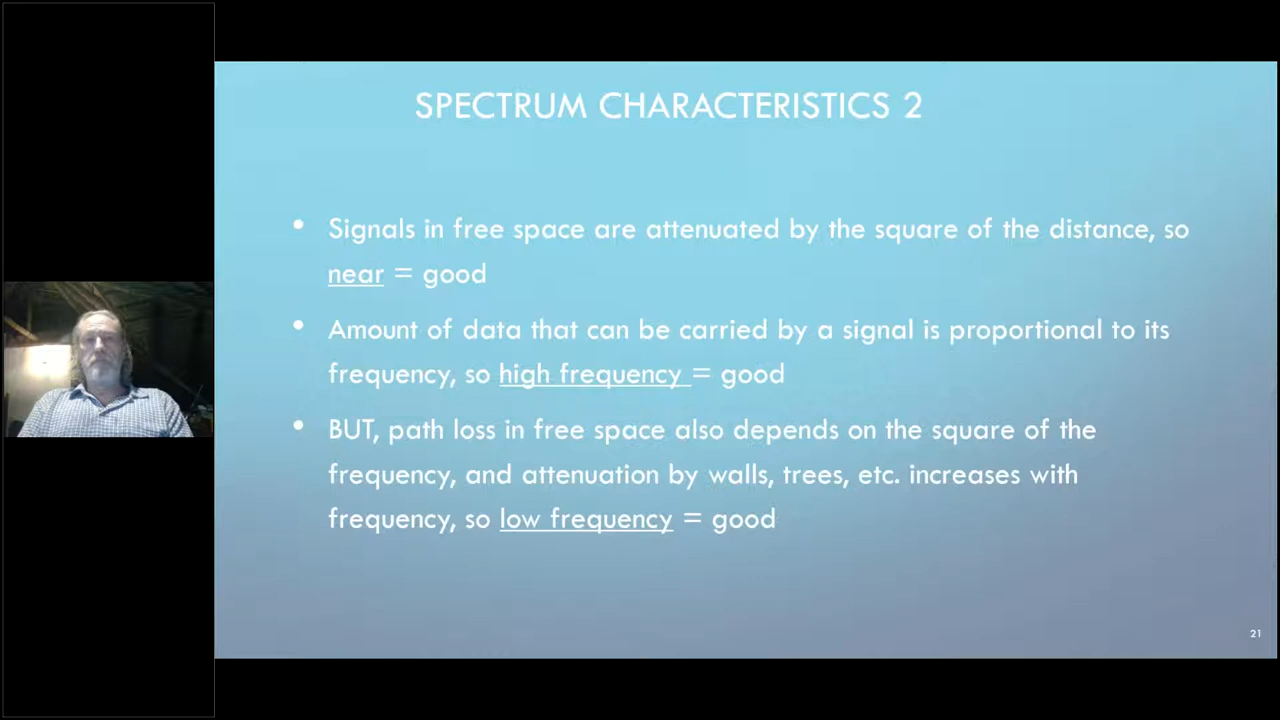 SPECTRUM CHARACTERISTICS 2
• Signals in free space are attenuated by the square of the distance, so
near = good
• Amount of data that can be carried by a signal is proportional to its
frequency, so high frequency = good
• BUT, path loss in free space also depends on the square of the
frequency, and attenuation by walls, trees, etc. increases with
frequency, so low frequency = good
21